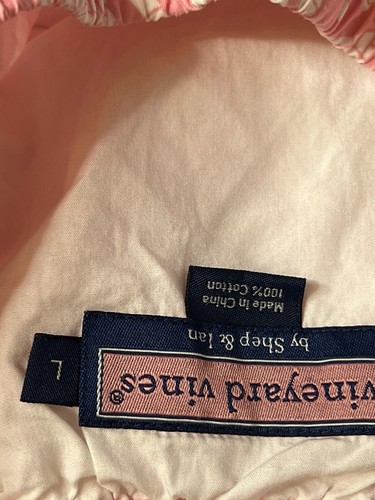 vineyard vines®
by Shep & Ian
L
100% Cotton
Made in China